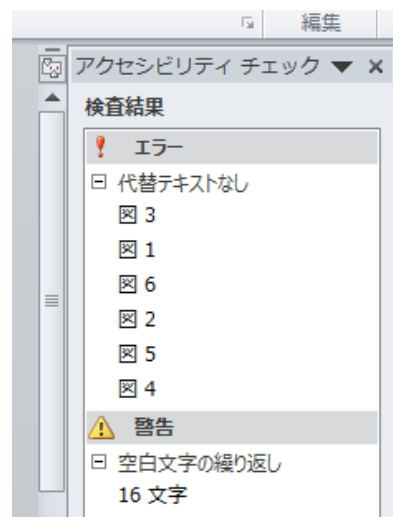 編集
アクセシビリティ チェック
検査結果
エラー
代替テキストなし
図 3
図 1
図 6
図 2
図 5
図 4
警告
空白文字の繰り返し
16 文字